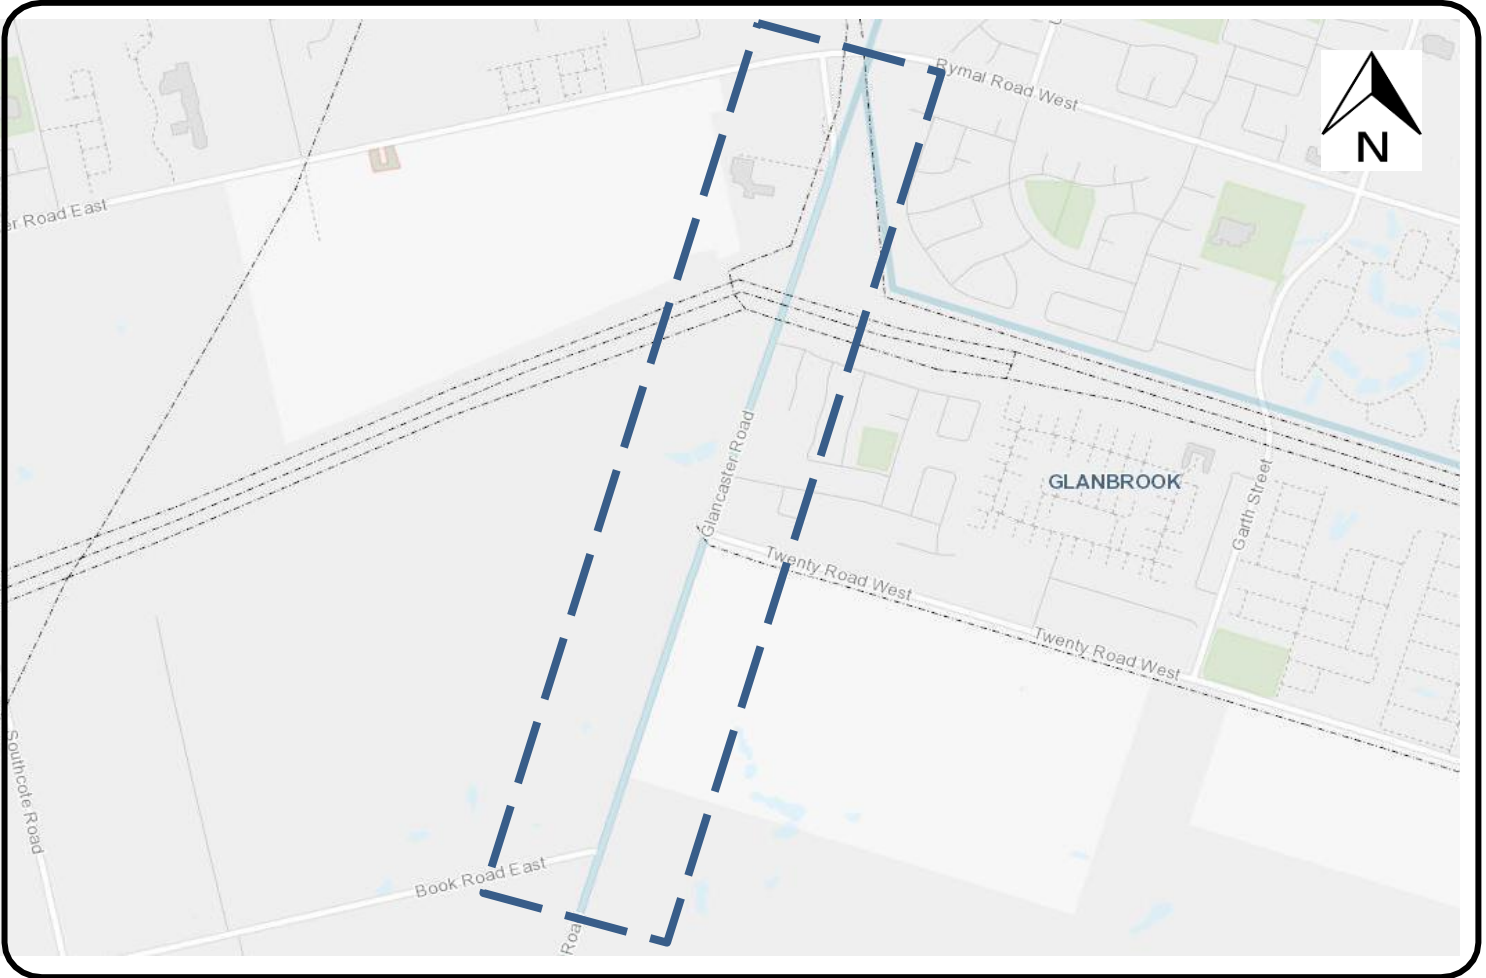 Rymal Road West
N
er Road East
Glancaster Road
GLANBROOK
Garth Street
Twenty Road West
Twenty Road West
Southcote Road
Book Road East
Roa